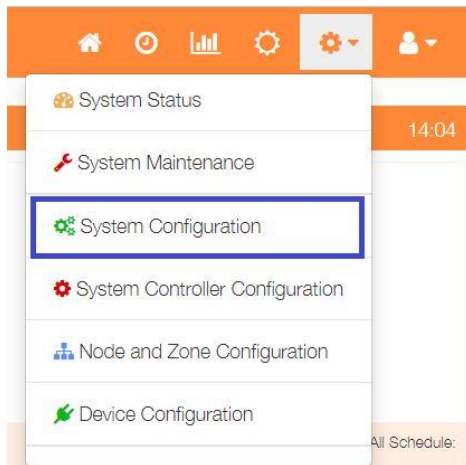 System Status
14:04
System Maintenance
System Configuration
System Controller Configuration
Node and Zone Configuration
Device Configuration
All Schedule: